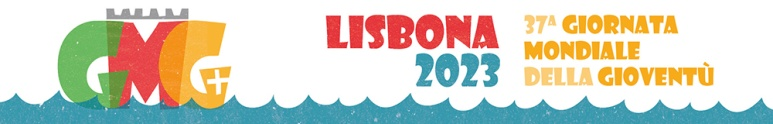 GMG
LISBONA
2023
37ª GIORNATA
MONDIALE
DELLA GIOVENTÙ